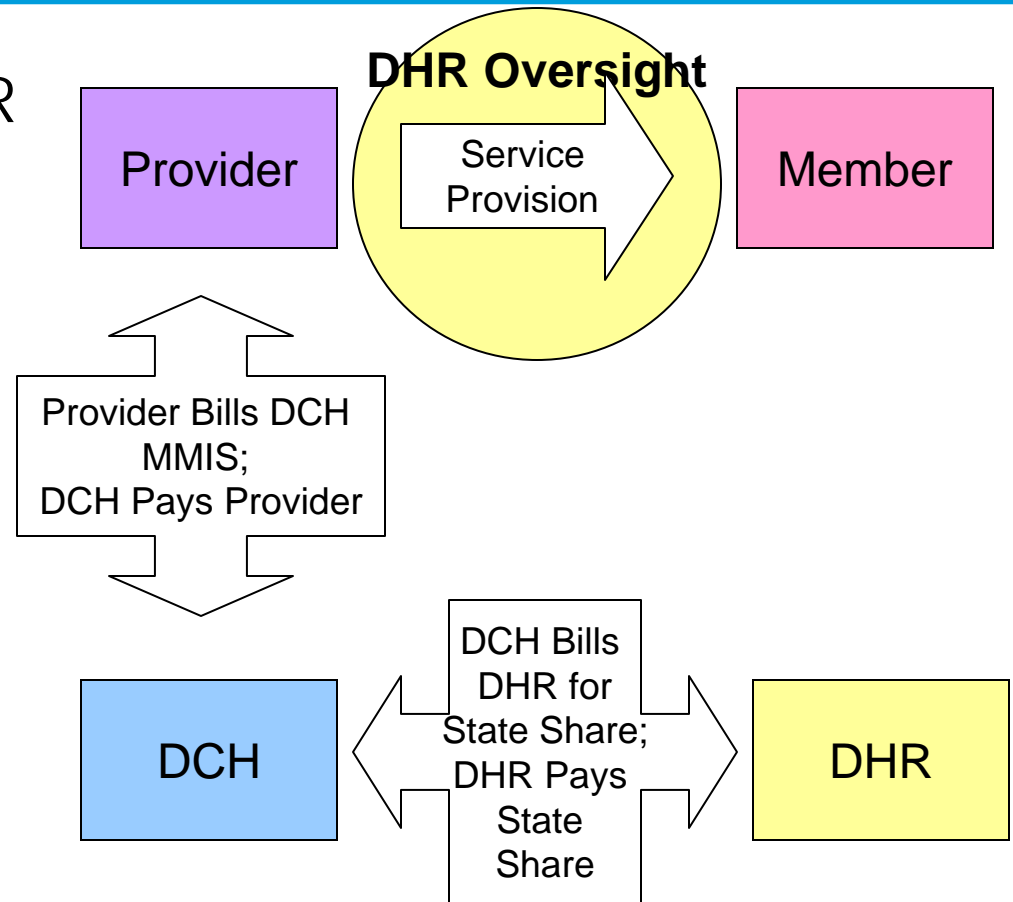 R
DHR Oversight
Provider
Service
Provision
Member
Provider Bills DCH
MMIS;
DCH Pays Provider
DCH
DCH Bills
DHR for
State Share;
DHR Pays
State
Share
DHR